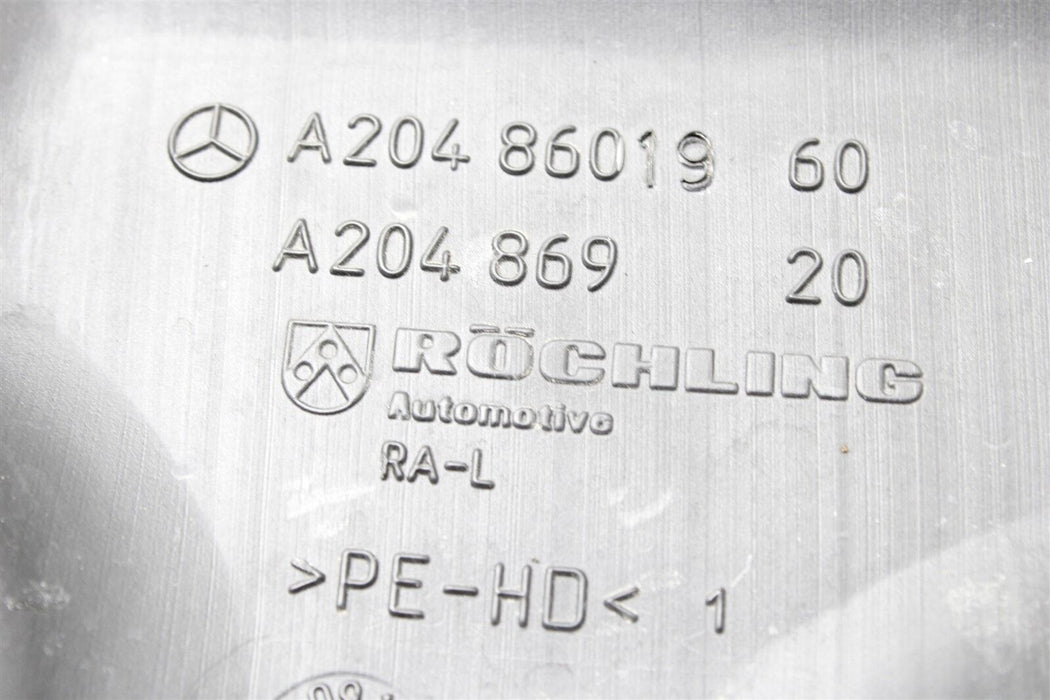 A204 86019 60
A204 869 20
RÖCHLING
Automotive
RA-L
>PE-HD< 1